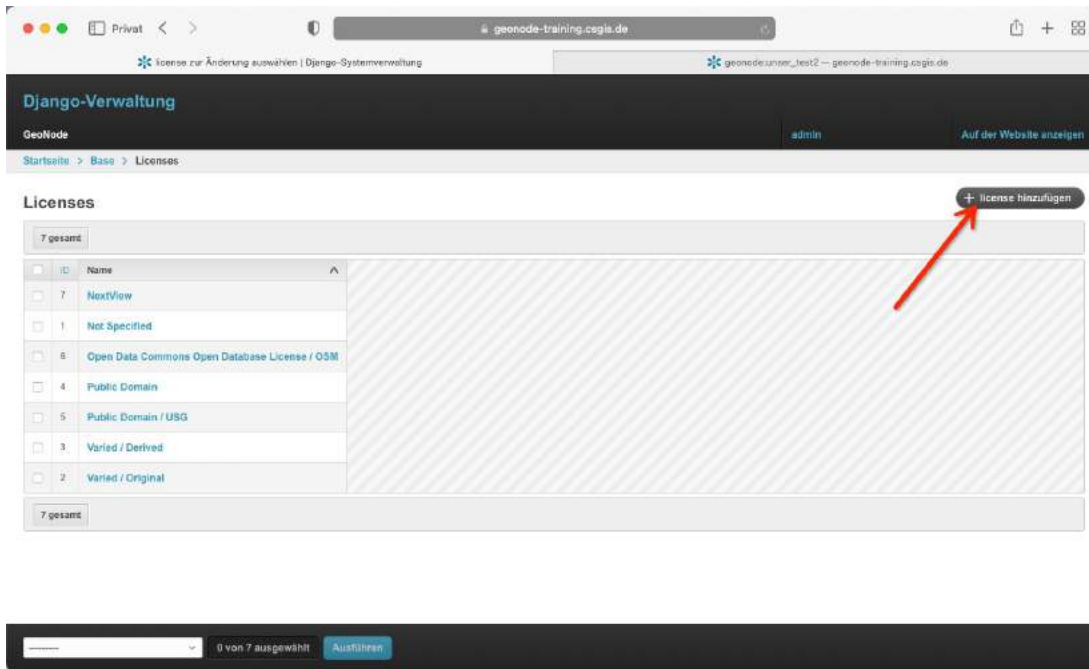 Privat
geonode-training.csgis.de
license zur Änderung auswählen | Django-Systemverwaltung
geonode:unser_test2 — geonode-training.csgis.de
Django-Verwaltung
GeoNode
admin
Auf der Website anzeigen
Startseite > Base > Licenses
Licenses
+ license hinzufügen
7 gesamt
ID Name
7 NextView
1 Not Specified
6 Open Data Commons Open Database License / OSM
4 Public Domain
5 Public Domain / USG
3 Varied / Derived
2 Varied / Original
7 gesamt
---------
0 von 7 ausgewählt
Ausführen